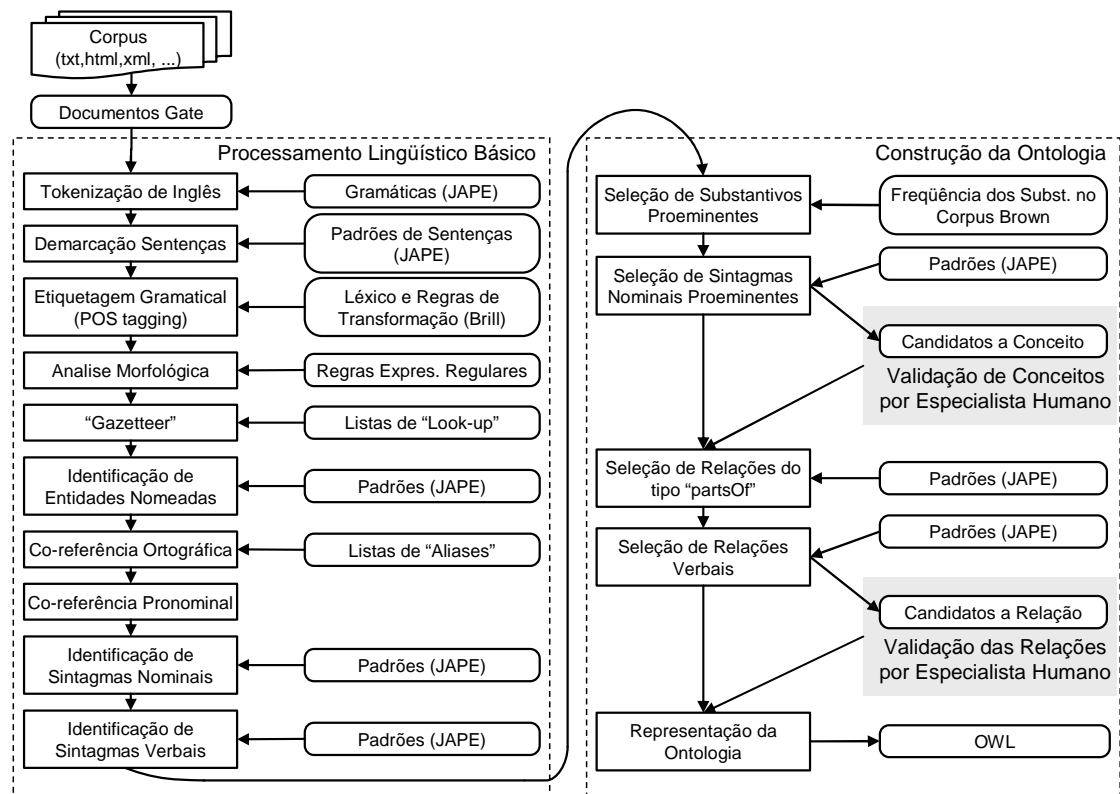 Corpus
(txt,html,xml, ...)
Documentos Gate
Processamento Lingüístico Básico
Tokenização de Inglês
Gramáticas (JAPE)
Demarcação Sentenças
Padrões de Sentenças
(JAPE)
Etiquetagem Gramatical
(POS tagging)
Léxico e Regras de
Transformação (Brill)
Analise Morfológica
Regras Expres. Regulares
“Gazetteer”
Listas de “Look-up”
Identificação de
Entidades Nomeadas
Padrões (JAPE)
Co-referência Ortográfica
Listas de “Aliases”
Co-referência Pronominal
Identificação de
Sintagmas Nominais
Padrões (JAPE)
Identificação de
Sintagmas Verbais
Padrões (JAPE)
Construção da Ontologia
Seleção de Substantivos
Proeminentes
Freqüência dos Subst. no
Corpus Brown
Seleção de Sintagmas
Nominais Proeminentes
Padrões (JAPE)
Candidatos a Conceito
Validação de Conceitos
por Especialista Humano
Seleção de Relações do
tipo “partsOf”
Padrões (JAPE)
Seleção de Relações
Verbais
Padrões (JAPE)
Candidatos a Relação
Validação das Relações
por Especialista Humano
Representação da
Ontologia
OWL